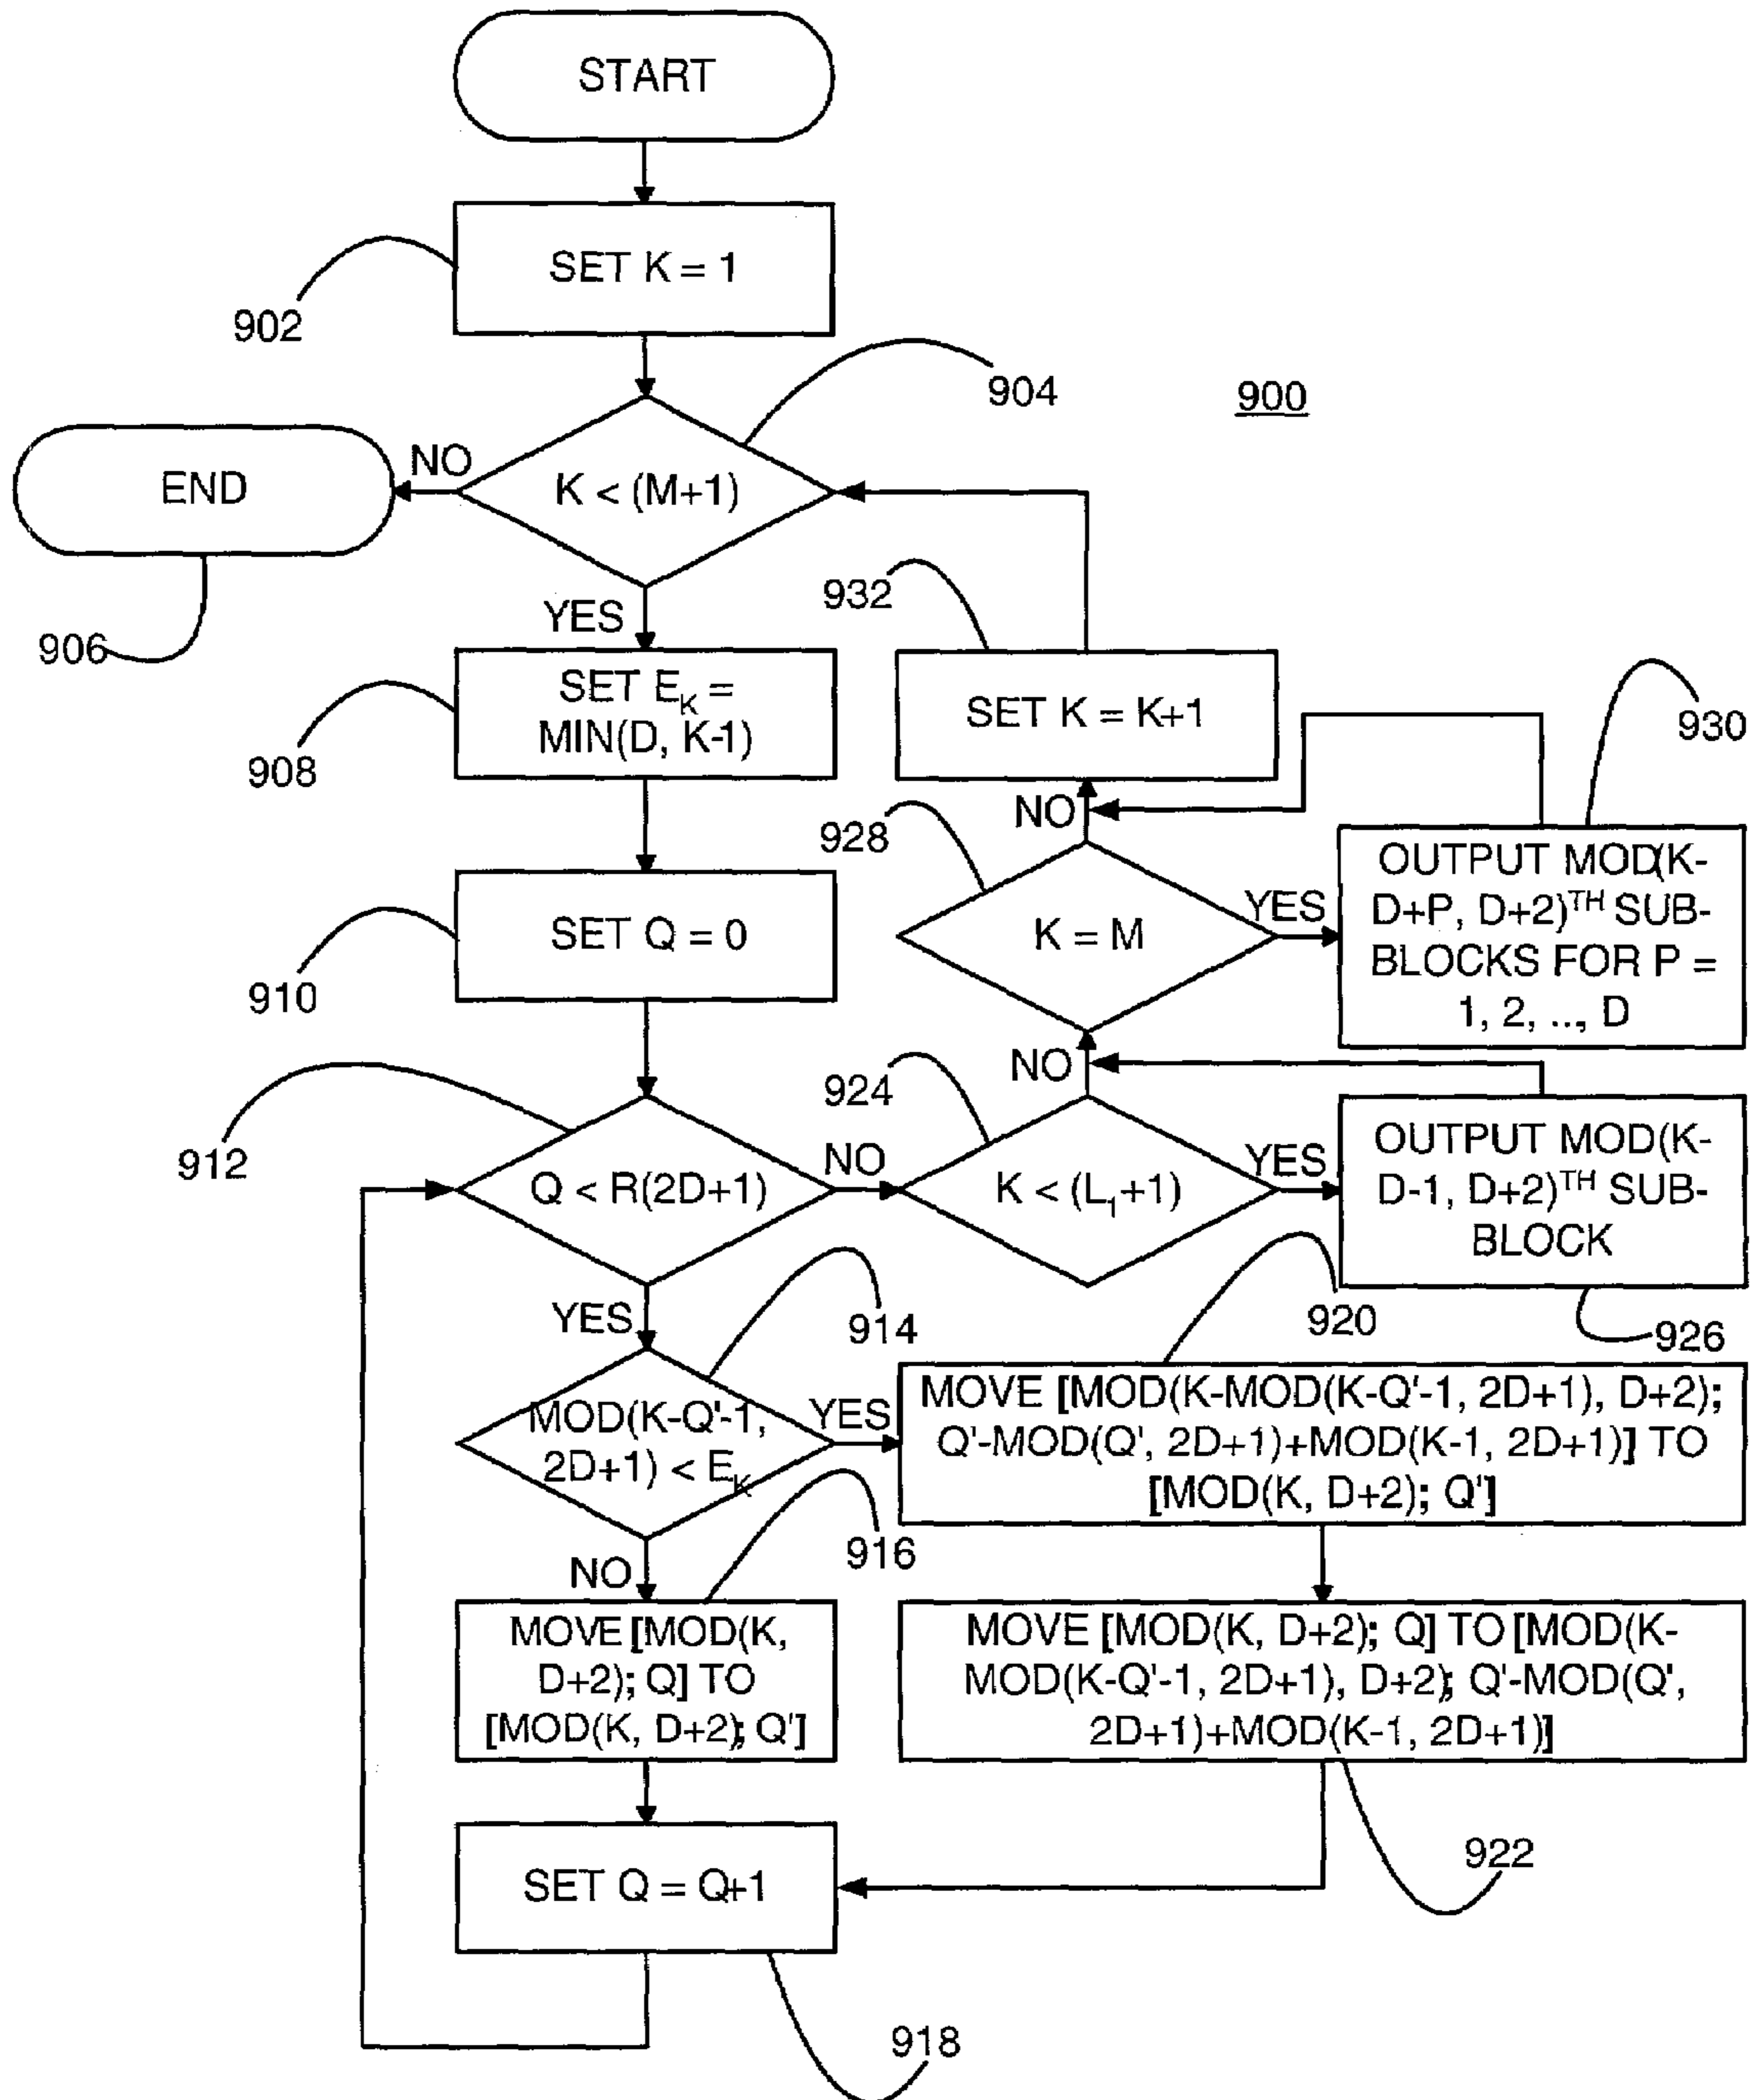 START
SET K = 1
902
904
900
K < (M+1)
NO
END
906
YES
932
SET E_K =
MIN(D, K-1)
908
SET K = K+1
930
NO
928
K = M
YES
OUTPUT MOD(K-
D+P, D+2)^TH SUB-
BLOCKS FOR P =
1, 2, .., D
SET Q = 0
910
912
Q < R(2D+1)
NO
924
NO
K < (L_1+1)
YES
OUTPUT MOD(K-
D-1, D+2)^TH SUB-
BLOCK
926
YES
914
920
MOD(K-Q'-1,
2D+1) < E_K
YES
MOVE [MOD(K-MOD(K-Q'-1, 2D+1), D+2);
Q'-MOD(Q', 2D+1)+MOD(K-1, 2D+1)] TO
[MOD(K, D+2); Q']
NO
916
MOVE [MOD(K,
D+2); Q] TO
[MOD(K, D+2); Q']
MOVE [MOD(K, D+2); Q] TO [MOD(K-
MOD(K-Q'-1, 2D+1), D+2); Q'-MOD(Q',
2D+1)+MOD(K-1, 2D+1)]
SET Q = Q+1
922
918